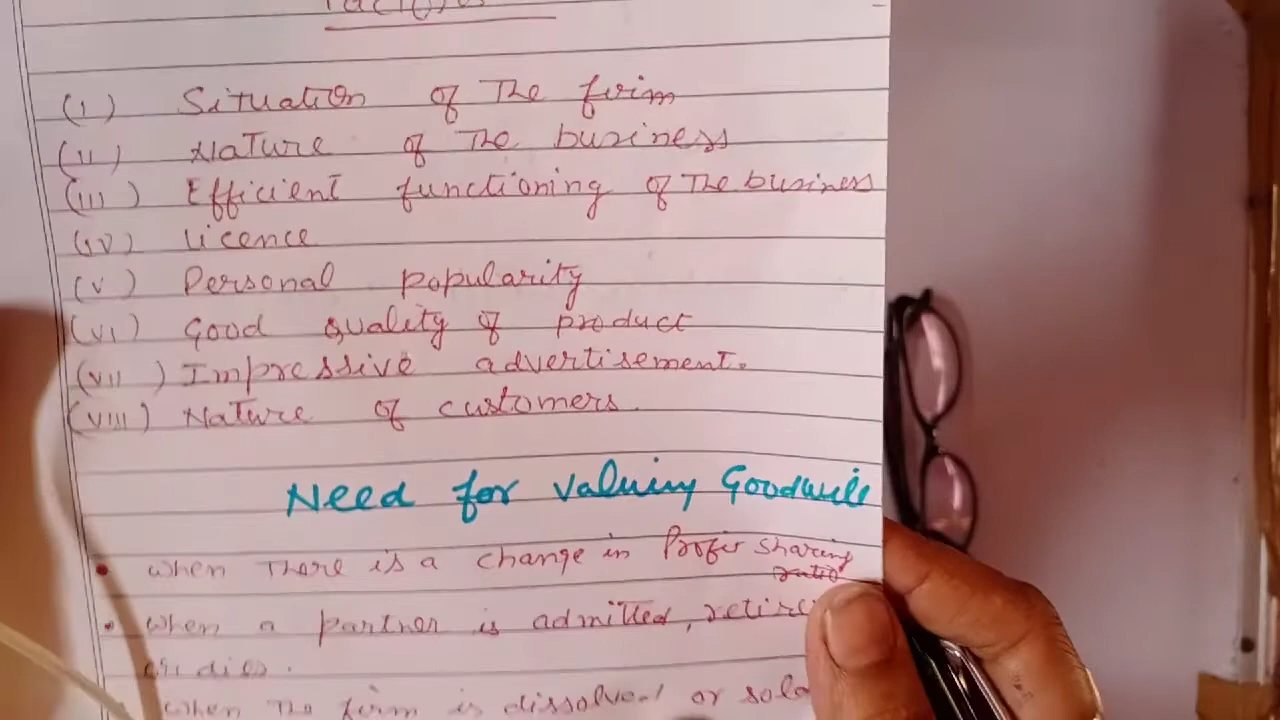 (i) Situation of The firm
(ii) Nature of The business
(iii) Efficient functioning of The business
(iv) Licence
(v) Personal popularity
(vi) Good quality of product
(vii) Impressive advertisement.
(viii) Nature of customers.
Need for Valuing Goodwill
• When There is a change in Profit sharing
ratio
• When a partner is admitted, retires
or dies.
When The firm is dissolved or sold